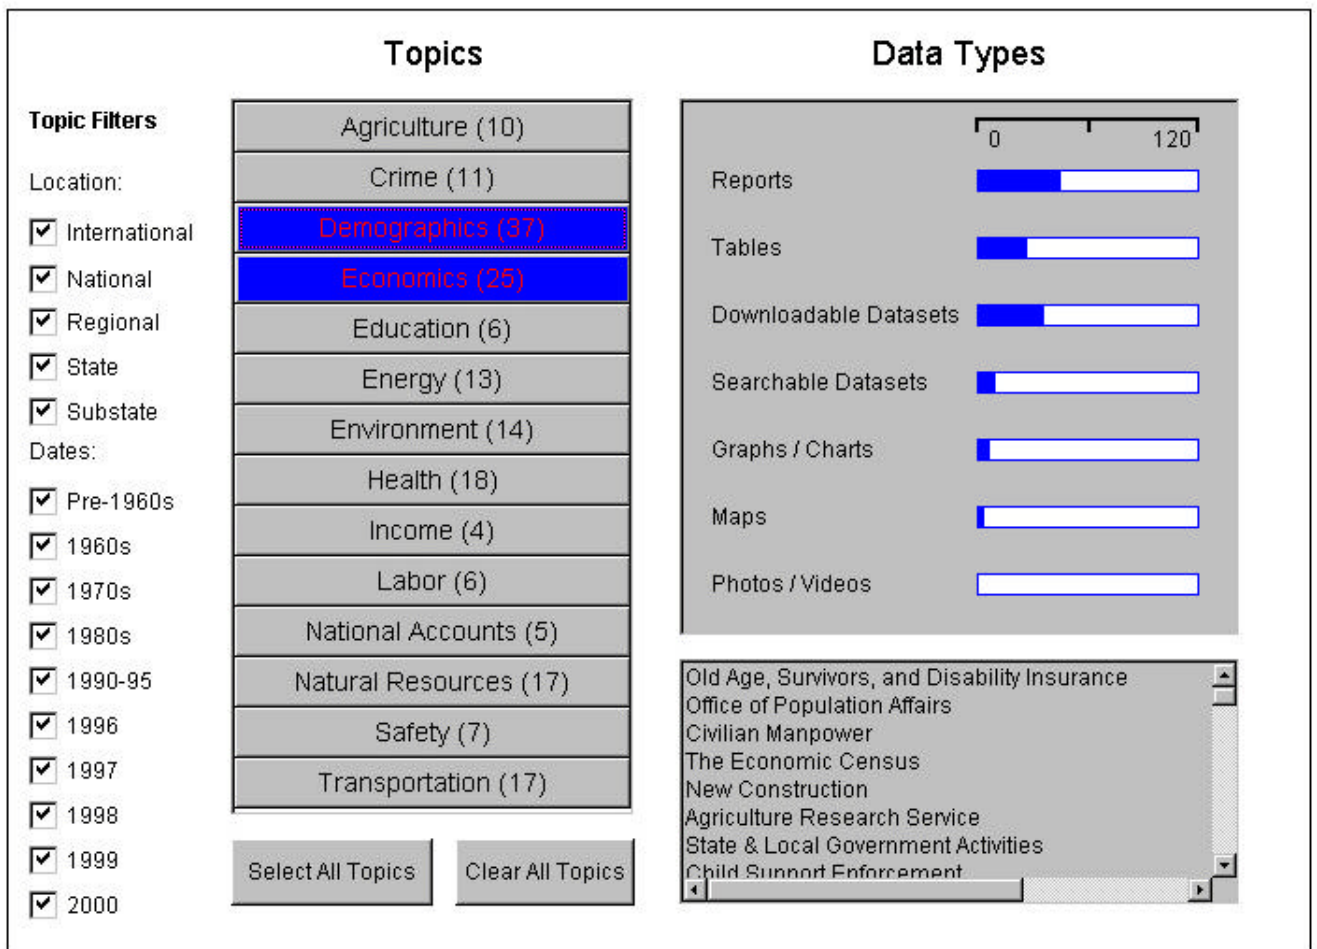 Topics
Data Types
Topic Filters
Location:
International
National
Regional
State
Substate
Dates:
Pre-1960s
1960s
1970s
1980s
1990-95
1996
1997
1998
1999
2000
Agriculture (10)
Crime (11)
Demographics (37)
Economics (25)
Education (6)
Energy (13)
Environment (14)
Health (18)
Income (4)
Labor (6)
National Accounts (5)
Natural Resources (17)
Safety (7)
Transportation (17)
Select All Topics
Clear All Topics
0 120
Reports
Tables
Downloadable Datasets
Searchable Datasets
Graphs / Charts
Maps
Photos / Videos
Old Age, Survivors, and Disability Insurance
Office of Population Affairs
Civilian Manpower
The Economic Census
New Construction
Agriculture Research Service
State & Local Government Activities
Child Support Enforcement